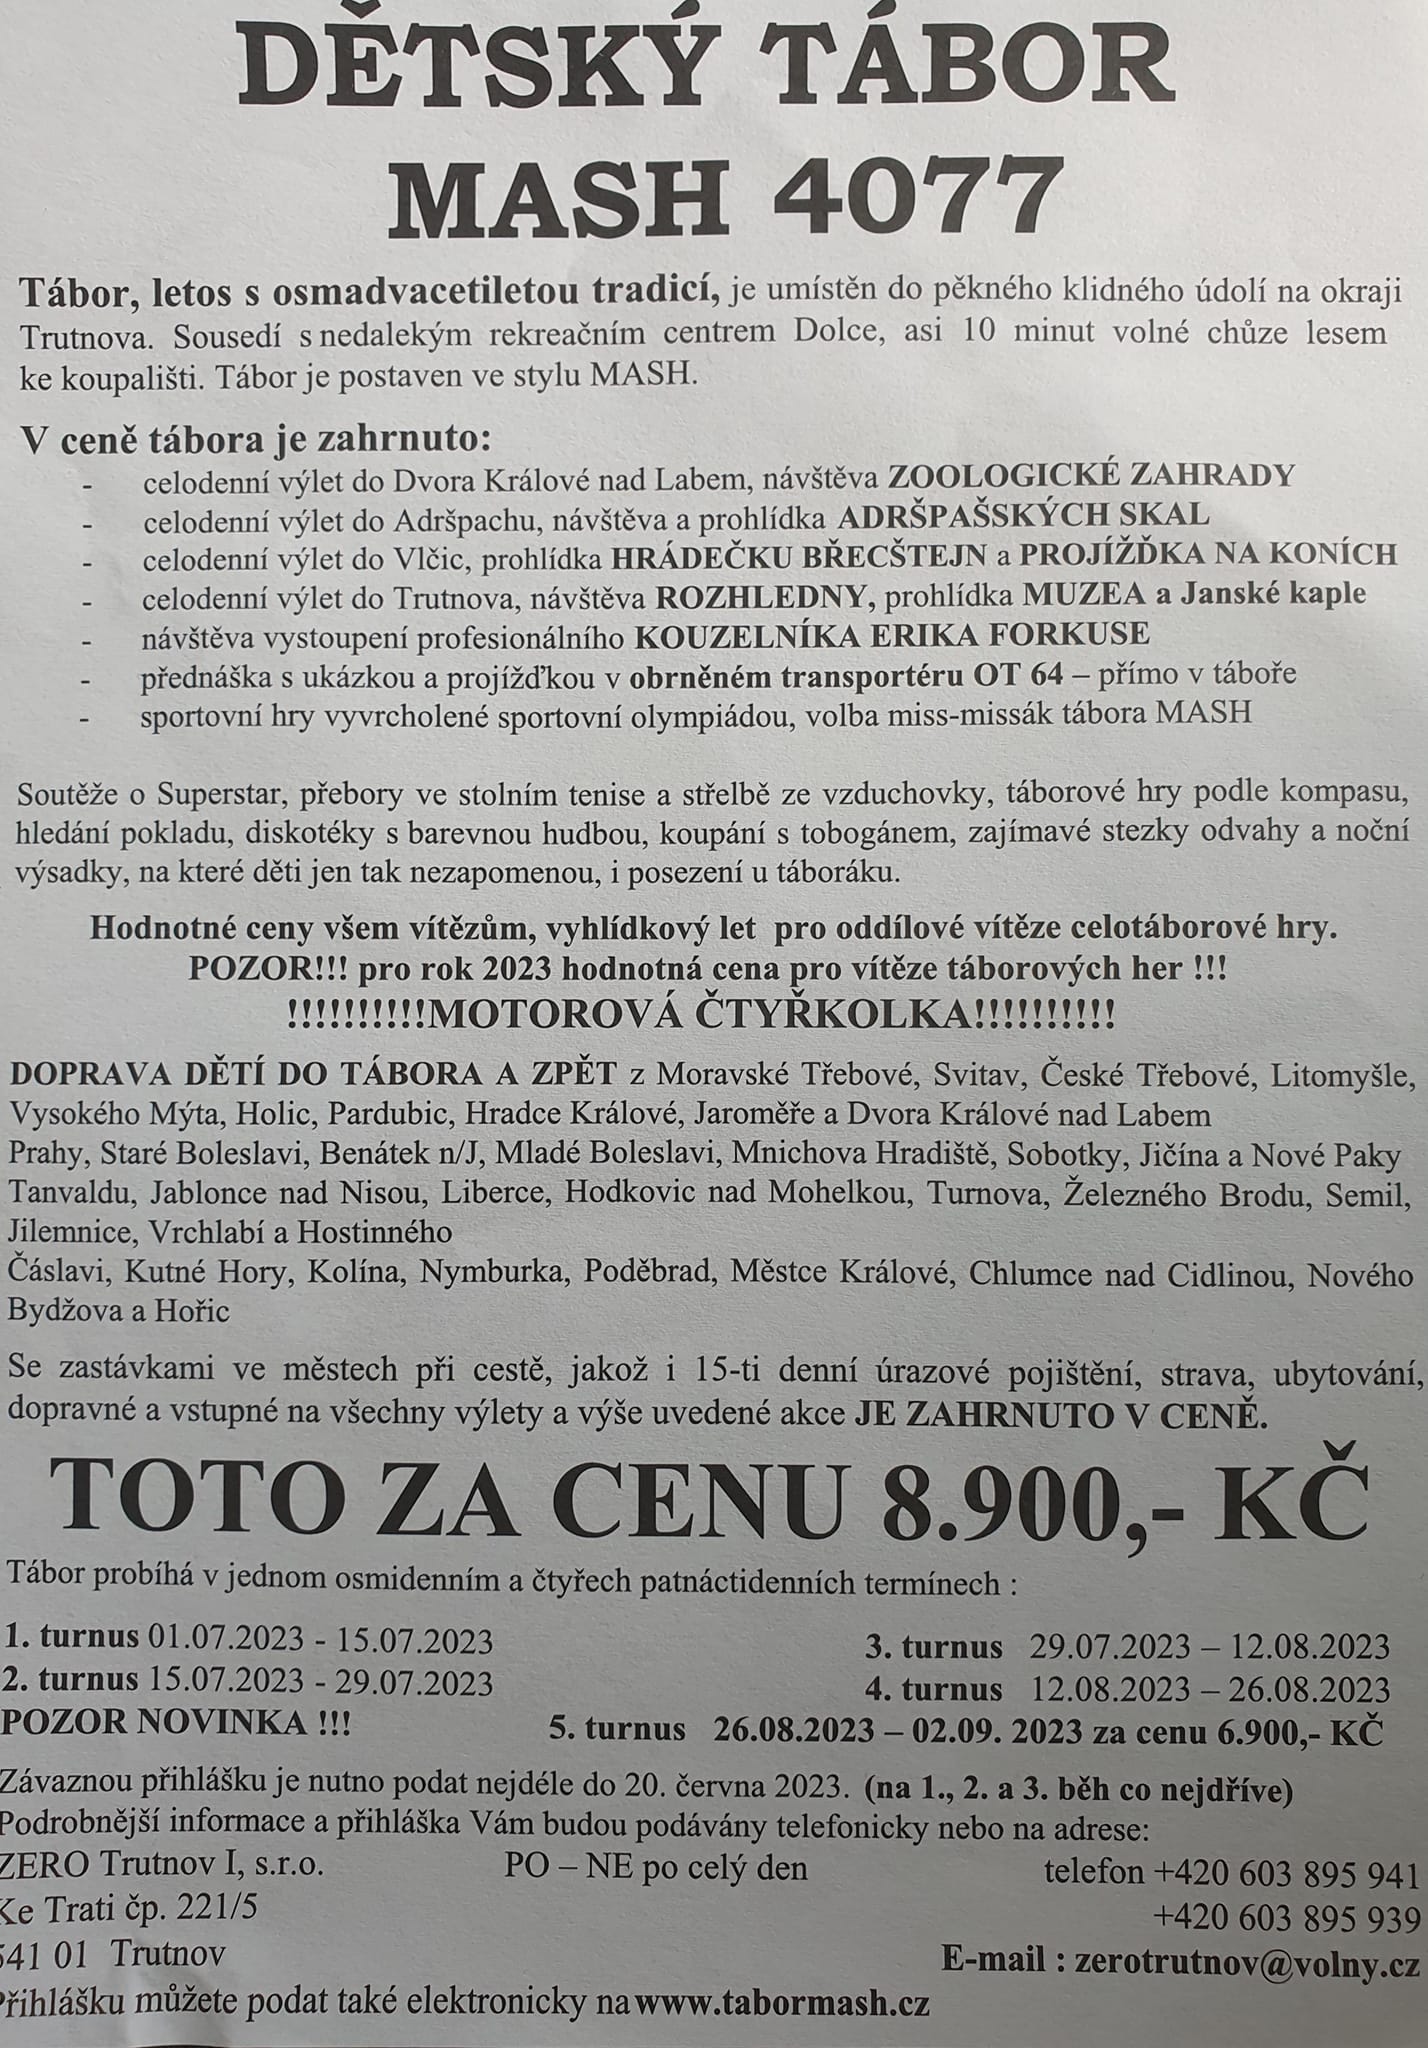 DĚTSKÝ TÁBOR
MASH 4077
Tábor, letos s osmadvacetiletou tradicí, je umístěn do pěkného klidného údolí na okraji
Trutnova. Sousedí s nedalekým rekreačním centrem Dolce, asi 10 minut volné chůze lesem
ke koupališti. Tábor je postaven ve stylu MASH.
V ceně tábora je zahrnuto:
- celodenní výlet do Dvora Králové nad Labem, návštěva ZOOLOGICKÉ ZAHRADY
- celodenní výlet do Adršpachu, návštěva a prohlídka ADRŠPAŠSKÝCH SKAL
- celodenní výlet do Vlčic, prohlídka HRÁDEČKU BŘECŠTEJN a PROJÍŽĎKA NA KONÍCH
- celodenní výlet do Trutnova, návštěva ROZHLEDNY, prohlídka MUZEA a Janské kaple
- návštěva vystoupení profesionálního KOUZELNÍKA ERIKA FORKUSE
- přednáška s ukázkou a projížďkou v obrněném transportéru OT 64 – přímo v táboře
- sportovní hry vyvrcholené sportovní olympiádou, volba miss-missák tábora MASH
Soutěže o Superstar, přebory ve stolním tenise a střelbě ze vzduchovky, táborové hry podle kompasu,
hledání pokladu, diskotéky s barevnou hudbou, koupání s tobogánem, zajímavé stezky odvahy a noční
výsadky, na které děti jen tak nezapomenou, i posezení u táboráku.
Hodnotné ceny všem vítězům, vyhlídkový let pro oddílové vítěze celotáborové hry.
POZOR!!! pro rok 2023 hodnotná cena pro vítěze táborových her !!!
!!!!!!!!!!MOTOROVÁ ČTYŘKOLKA!!!!!!!!!!
DOPRAVA DĚTÍ DO TÁBORA A ZPĚT z Moravské Třebové, Svitav, České Třebové, Litomyšle,
Vysokého Mýta, Holic, Pardubic, Hradce Králové, Jaroměře a Dvora Králové nad Labem
Prahy, Staré Boleslavi, Benátek n/J, Mladé Boleslavi, Mnichova Hradiště, Sobotky, Jičína a Nové Paky
Tanvaldu, Jablonce nad Nisou, Liberce, Hodkovic nad Mohelkou, Turnova, Železného Brodu, Semil,
Jilemnice, Vrchlabí a Hostinného
Čáslavi, Kutné Hory, Kolína, Nymburka, Poděbrad, Městce Králové, Chlumce nad Cidlinou, Nového
Bydžova a Hořic
Se zastávkami ve městech při cestě, jakož i 15-ti denní úrazové pojištění, strava, ubytování,
dopravné a vstupné na všechny výlety a výše uvedené akce JE ZAHRNUTO V CENĚ.
TOTO ZA CENU 8.900,- KČ
Tábor probíhá v jednom osmidenním a čtyřech patnáctidenních termínech :
1. turnus 01.07.2023 - 15.07.2023 3. turnus 29.07.2023 – 12.08.2023
2. turnus 15.07.2023 - 29.07.2023 4. turnus 12.08.2023 – 26.08.2023
POZOR NOVINKA !!! 5. turnus 26.08.2023 – 02.09. 2023 za cenu 6.900,- KČ
Závaznou přihlášku je nutno podat nejdéle do 20. června 2023. (na 1., 2. a 3. běh co nejdříve)
Podrobnější informace a přihláška Vám budou podávány telefonicky nebo na adrese:
ZERO Trutnov I, s.r.o. PO – NE po celý den telefon +420 603 895 941
Ke Trati čp. 221/5 +420 603 895 939
541 01 Trutnov E-mail : zerotrutnov@volny.cz
Přihlášku můžete podat také elektronicky na www.tabormash.cz